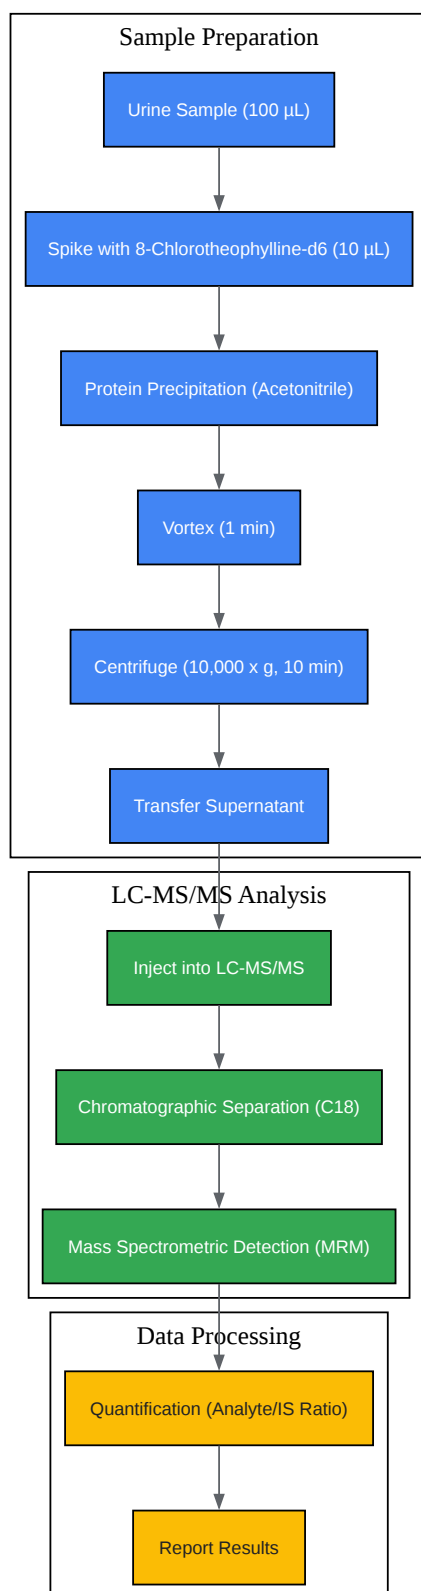 Sample Preparation
Urine Sample (100 µL)
Spike with 8-Chlorotheophylline-d6 (10 µL)
Protein Precipitation (Acetonitrile)
Vortex (1 min)
Centrifuge (10,000 x g, 10 min)
Transfer Supernatant
LC-MS/MS Analysis
Inject into LC-MS/MS
Chromatographic Separation (C18)
Mass Spectrometric Detection (MRM)
Data Processing
Quantification (Analyte/IS Ratio)
Report Results